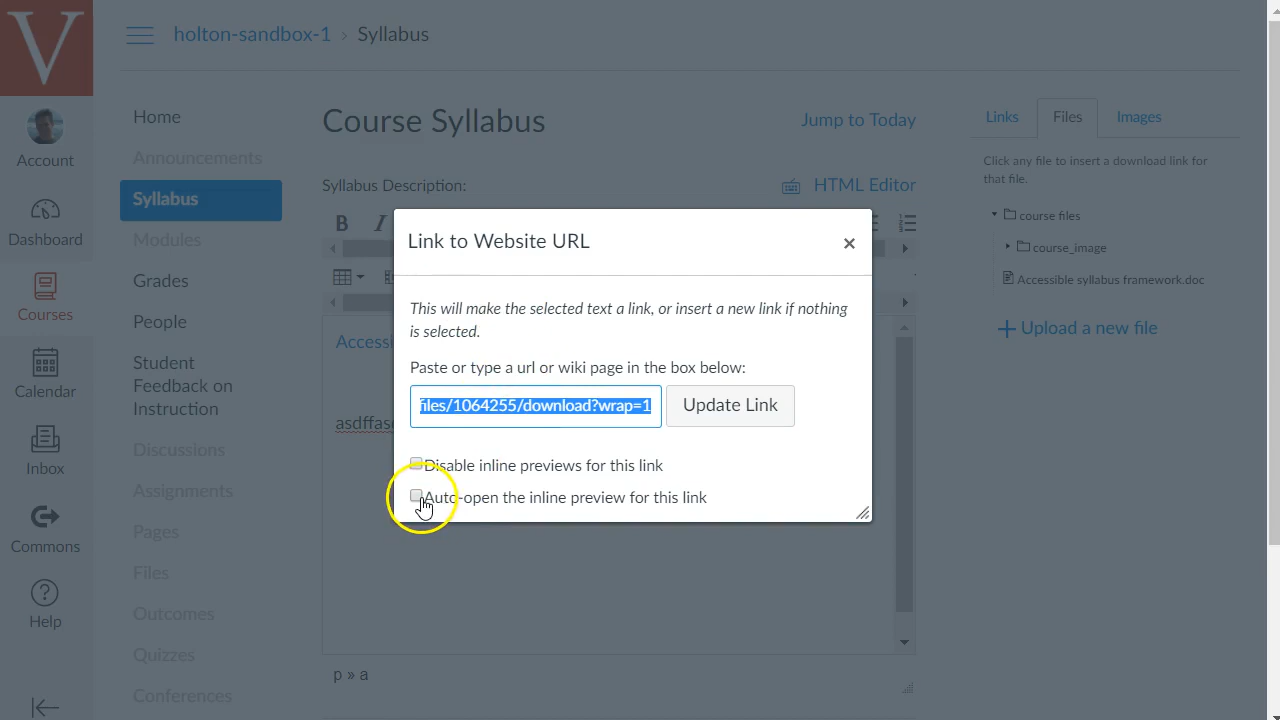 V
holton-sandbox-1 › Syllabus
Account
Dashboard
Courses
Calendar
Inbox
Commons
Help
Home
Announcements
Syllabus
Modules
Grades
People
Student
Feedback on
Instruction
Discussions
Assignments
Pages
Files
Outcomes
Quizzes
Conferences
Course Syllabus
Jump to Today
Syllabus Description:
HTML Editor
B I
Link to Website URL
×
This will make the selected text a link, or insert a new link if nothing
is selected.
Paste or type a url or wiki page in the box below:
files/1064255/download?wrap=1
Update Link
Disable inline previews for this link
Auto-open the inline preview for this link
p » a
Links Files Images
Click any file to insert a download link for
that file.
course files
course_image
Accessible syllabus framework.doc
+ Upload a new file